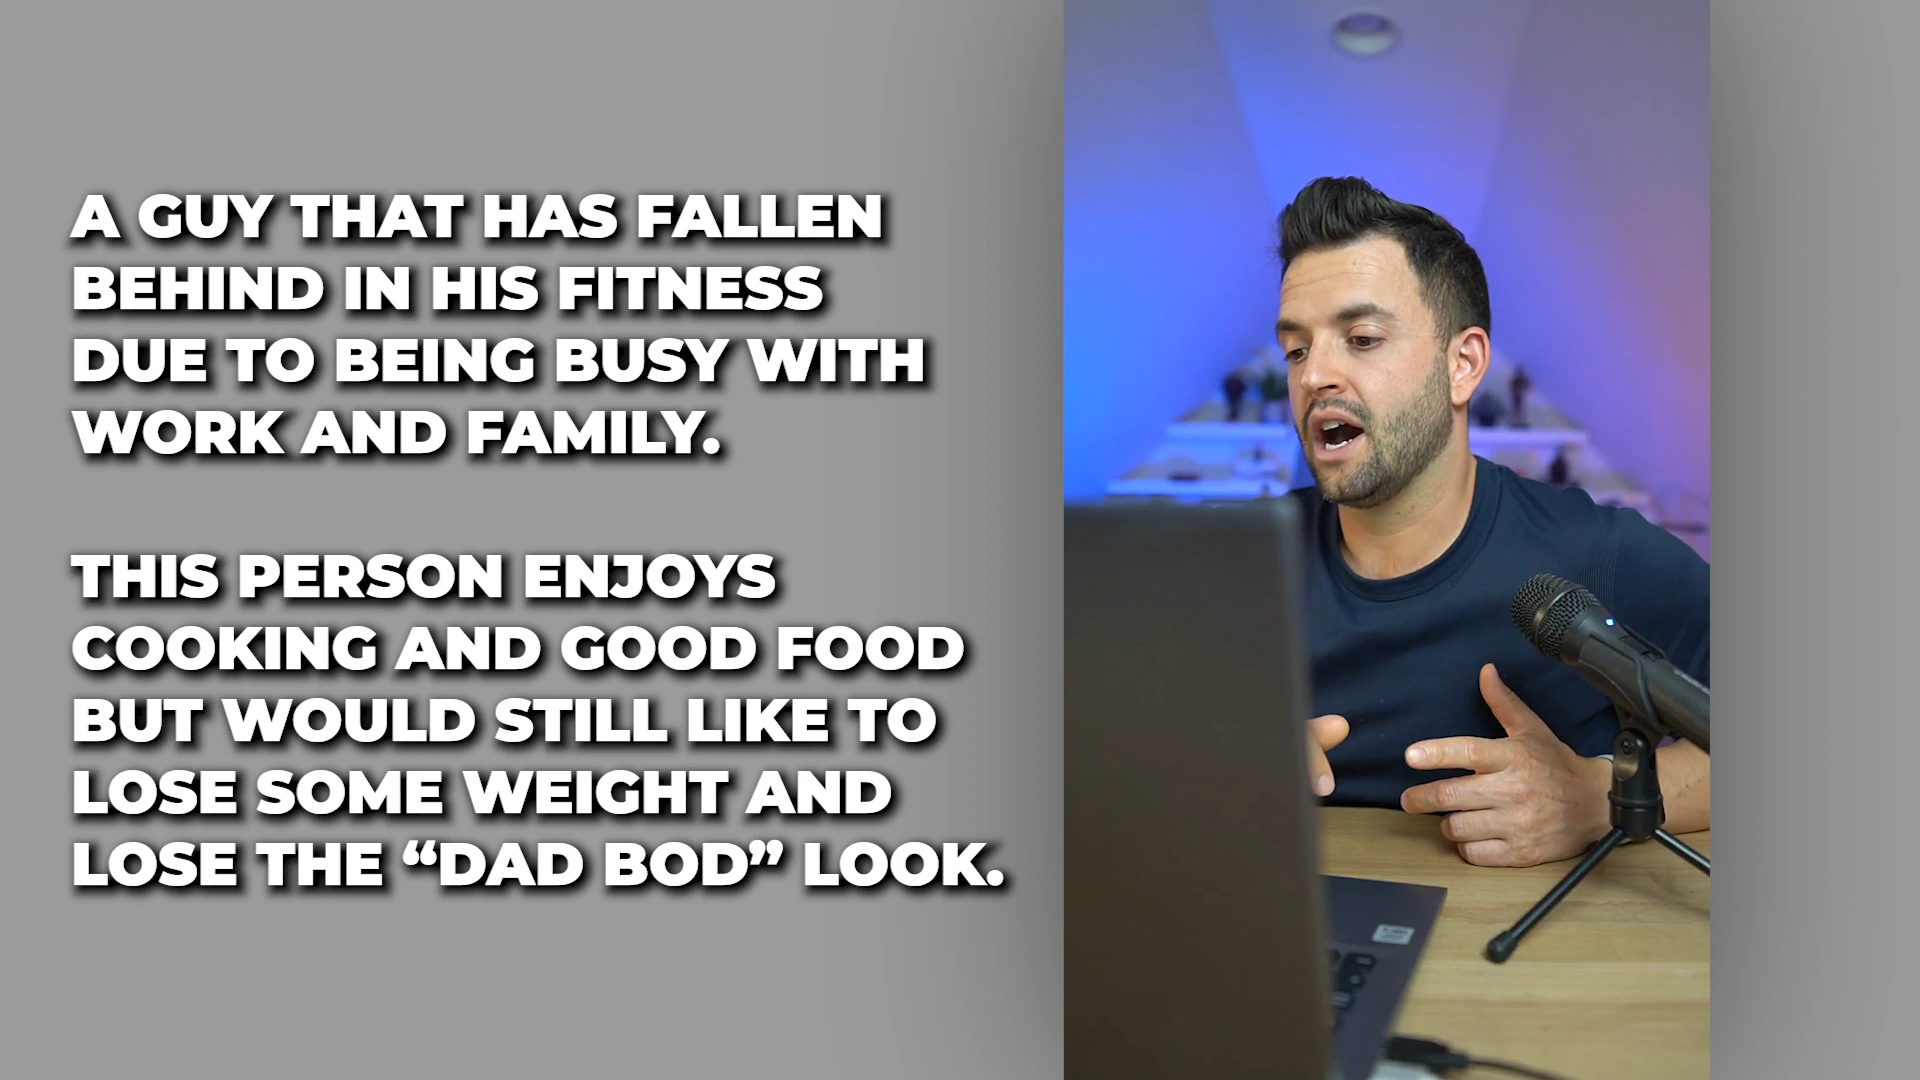 A GUY THAT HAS FALLEN
BEHIND IN HIS FITNESS
DUE TO BEING BUSY WITH
WORK AND FAMILY.
THIS PERSON ENJOYS
COOKING AND GOOD FOOD
BUT WOULD STILL LIKE TO
LOSE SOME WEIGHT AND
LOSE THE “DAD BOD” LOOK.